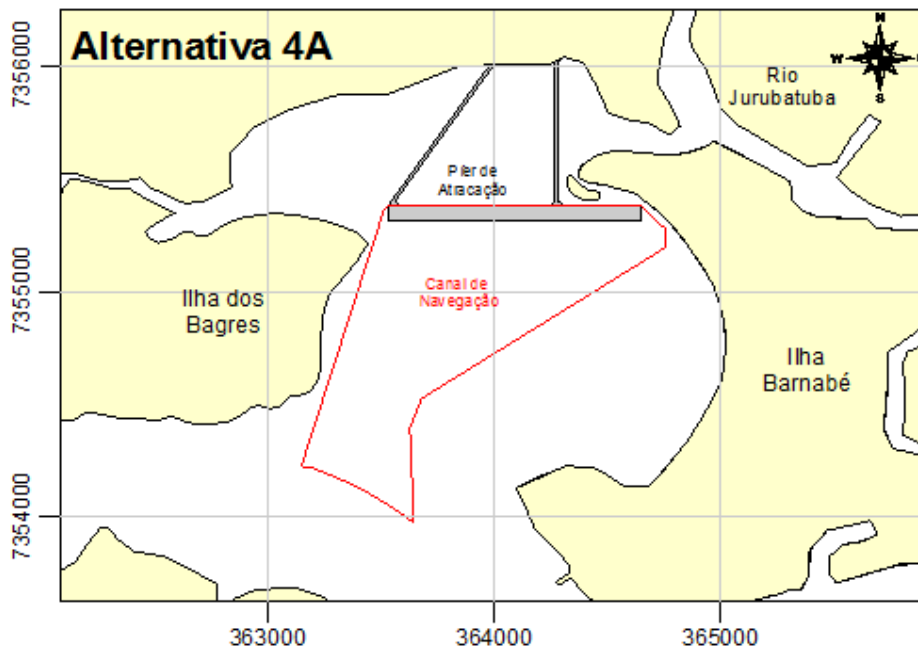 Alternativa 4A
N
W
S
Rio
Jurubatuba
Píer de
Atracação
Canal de
Navegação
Ilha dos
Bagres
Ilha
Barnabé
7356000
7355000
7354000
363000
364000
365000